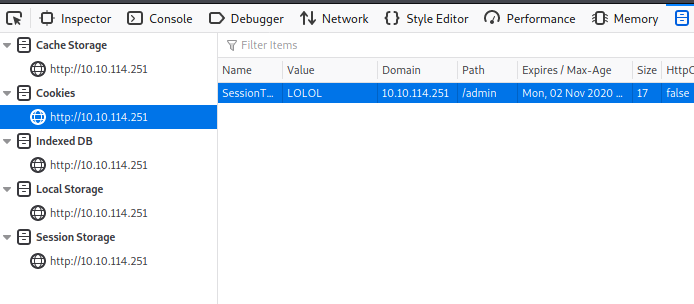 Inspector Console Debugger Network Style Editor Performance Memory
Cache Storage
http://10.10.114.251
Cookies
http://10.10.114.251
Indexed DB
http://10.10.114.251
Local Storage
http://10.10.114.251
Session Storage
http://10.10.114.251
Filter Items
Name Value Domain Path Expires / Max-Age Size HttpO
SessionT... LOLOL 10.10.114.251 /admin Mon, 02 Nov 2020 ... 17 false